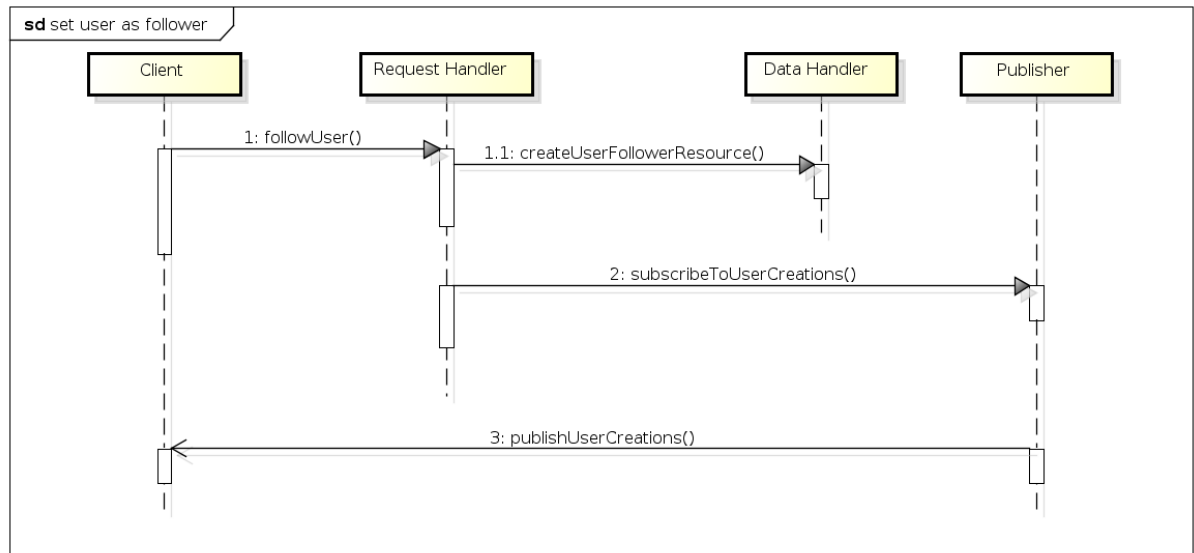 sd set user as follower
Client
Request Handler
Data Handler
Publisher
1: followUser()
1.1: createUserFollowerResource()
2: subscribeToUserCreations()
3: publishUserCreations()